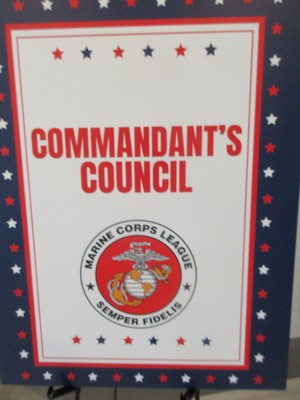 COMMANDANT'S
COUNCIL
MARINE CORPS LEAGUE
SEMPER FIDELIS